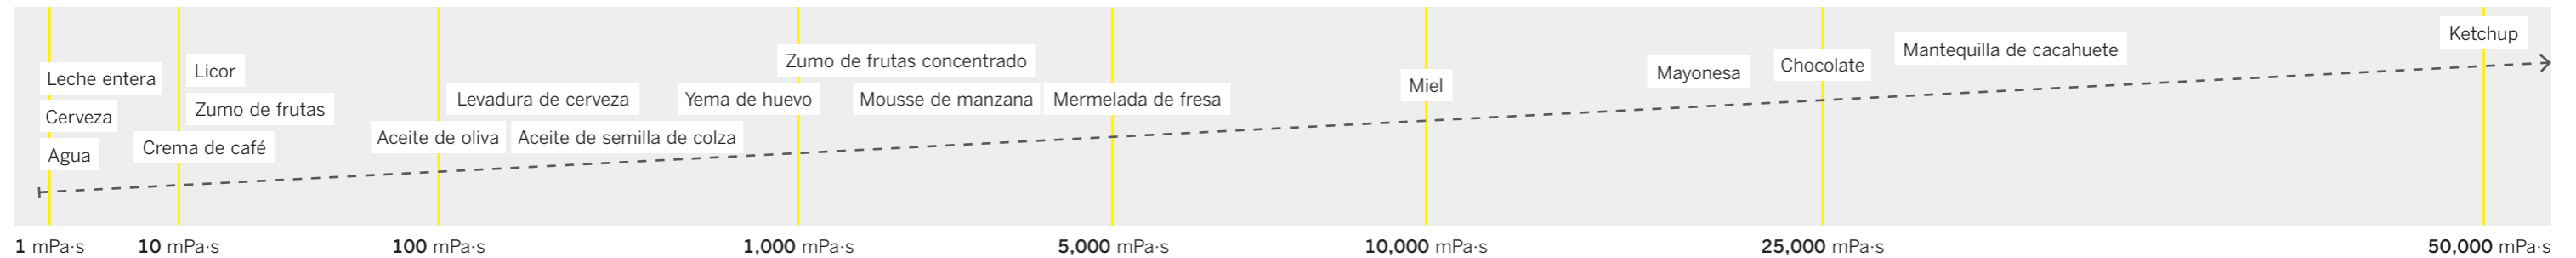 Leche entera
Cerveza
Agua
Licor
Zumo de frutas
Crema de café
Levadura de cerveza
Aceite de oliva
Aceite de semilla de colza
Zumo de frutas concentrado
Yema de huevo
Mousse de manzana
Mermelada de fresa
Miel
Mayonesa
Chocolate
Mantequilla de cacahuete
Ketchup
1 mPa·s
10 mPa·s
100 mPa·s
1,000 mPa·s
5,000 mPa·s
10,000 mPa·s
25,000 mPa·s
50,000 mPa·s